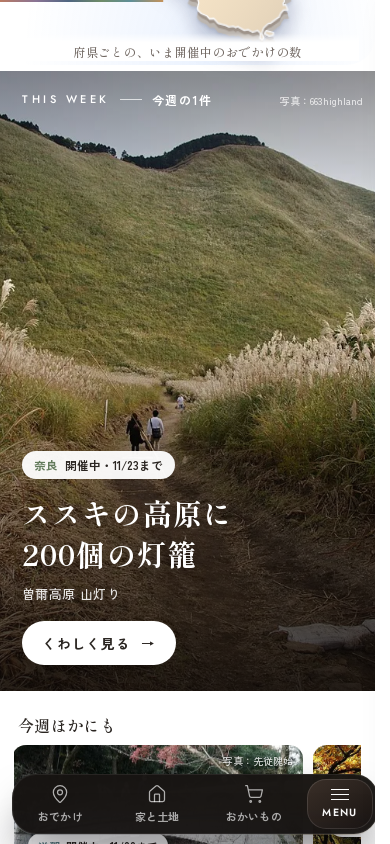 府県ごとの、いま開催中のおでかけの数
THIS WEEK
今週の1件
写真：663highland
奈良 開催中・11/23まで
ススキの高原に
200個の灯籠
曽爾高原 山灯り
くわしく見る →
今週ほかにも
写真：先従隗始
おでかけ
家と土地
おかいもの
MENU